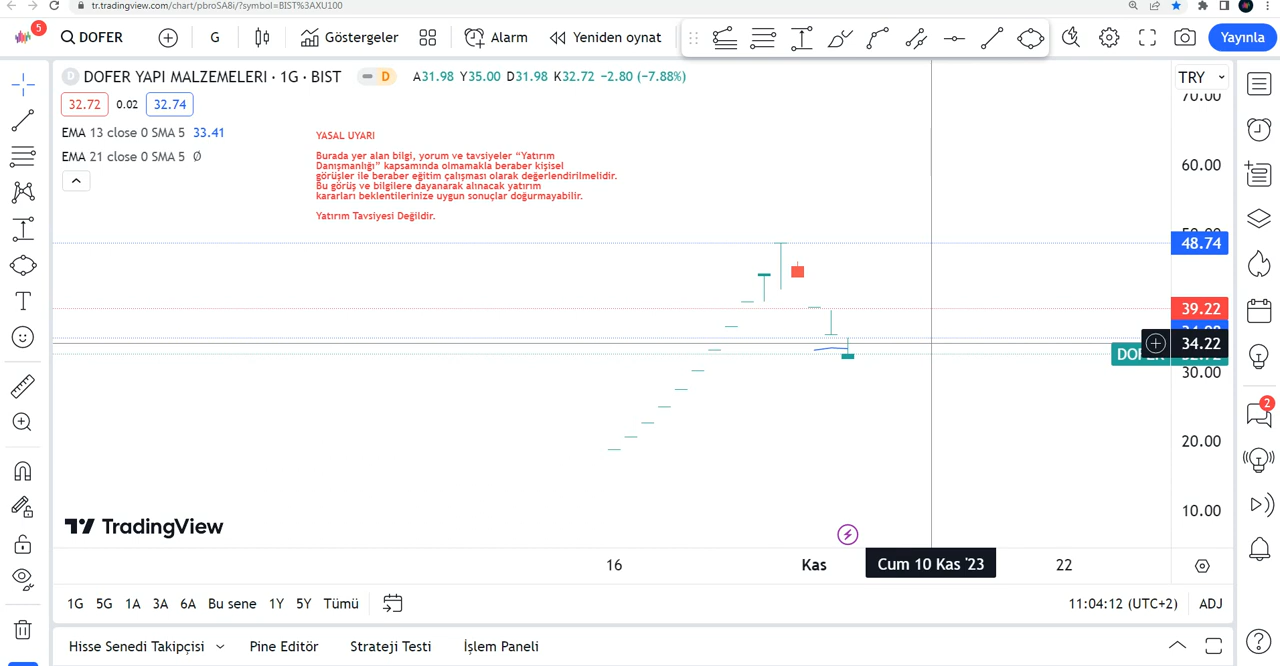 tr.tradingview.com/chart/pbroSA8i/?symbol=BIST%3AXU100
5
DOFER
G
Göstergeler
Alarm
Yeniden oynat
Yayınla
D DOFER YAPI MALZEMELERİ · 1G · BIST
D
A31.98 Y35.00 D31.98 K32.72 −2.80 (−7.88%)
TRY
32.72
0.02
32.74
EMA 13 close 0 SMA 5 33.41
EMA 21 close 0 SMA 5 Ø
YASAL UYARI
Burada yer alan bilgi, yorum ve tavsiyeler “Yatırım
Danışmanlığı” kapsamında olmamakla beraber kişisel
görüşler ile beraber eğitim çalışması olarak değerlendirilmelidir.
Bu görüş ve bilgilere dayanarak alınacak yatırım
kararları beklentilerinize uygun sonuçlar doğurmayabilir.
Yatırım Tavsiyesi Değildir.
70.00
60.00
50.00
48.74
39.22
34.22
DOFER
32.72
30.00
20.00
10.00
2
TradingView
16
Kas
Cum 10 Kas '23
22
1G 5G 1A 3A 6A Bu sene 1Y 5Y Tümü
11:04:12 (UTC+2)
ADJ
Hisse Senedi Takipçisi
Pine Editör
Strateji Testi
İşlem Paneli